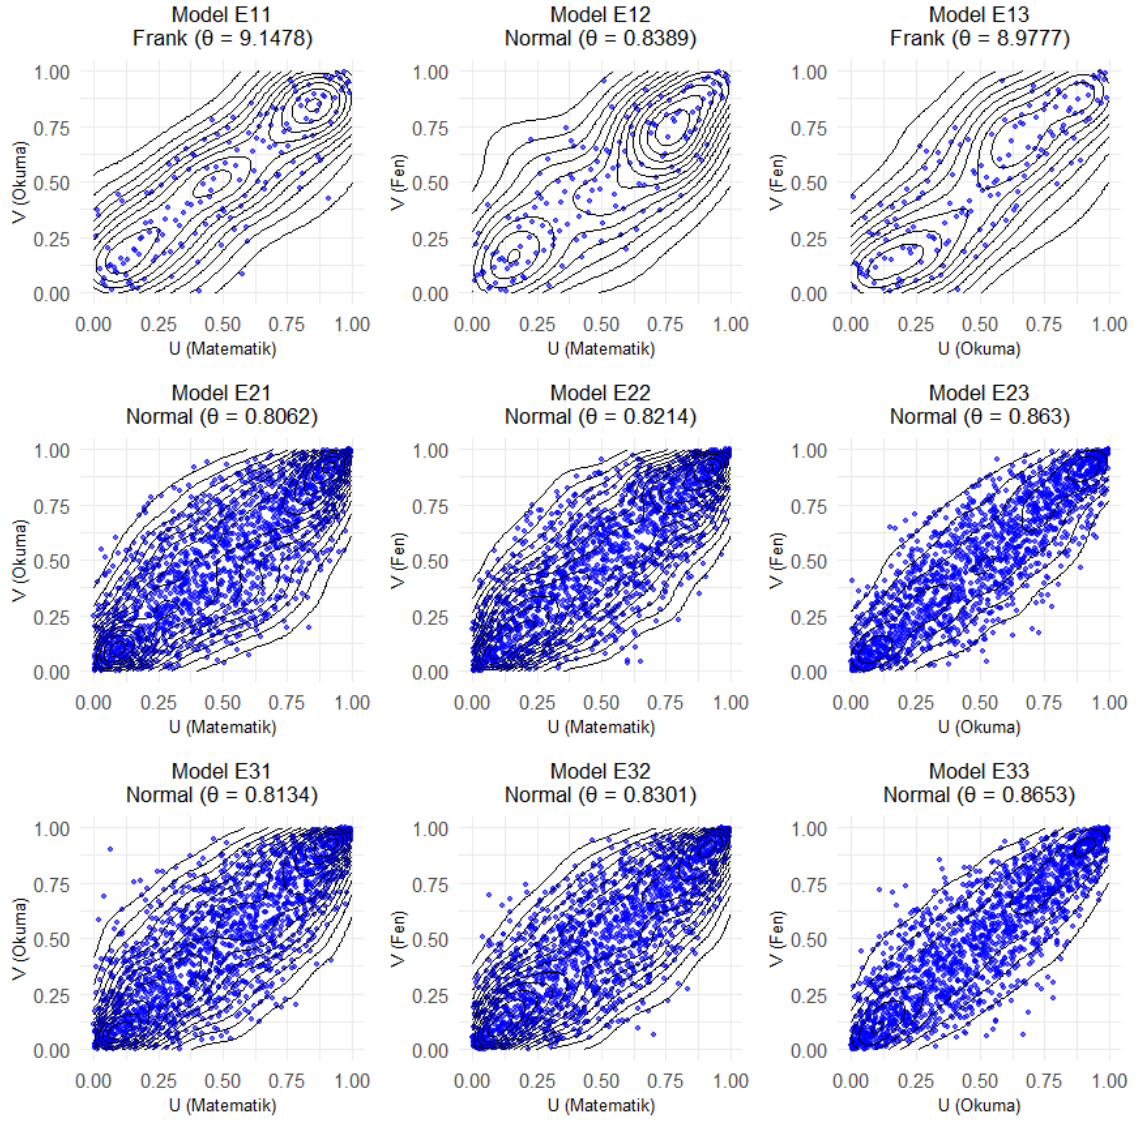 Model E11
Frank (θ = 9.1478)
1.00
0.75
0.50
0.25
0.00
V (Okuma)
0.00 0.25 0.50 0.75 1.00
U (Matematik)
Model E12
Normal (θ = 0.8389)
1.00
0.75
0.50
0.25
0.00
V (Fen)
0.00 0.25 0.50 0.75 1.00
U (Matematik)
Model E13
Frank (θ = 8.9777)
1.00
0.75
0.50
0.25
0.00
V (Fen)
0.00 0.25 0.50 0.75 1.00
U (Okuma)
Model E21
Normal (θ = 0.8062)
1.00
0.75
0.50
0.25
0.00
V (Okuma)
0.00 0.25 0.50 0.75 1.00
U (Matematik)
Model E22
Normal (θ = 0.8214)
1.00
0.75
0.50
0.25
0.00
V (Fen)
0.00 0.25 0.50 0.75 1.00
U (Matematik)
Model E23
Normal (θ = 0.863)
1.00
0.75
0.50
0.25
0.00
V (Fen)
0.00 0.25 0.50 0.75 1.00
U (Okuma)
Model E31
Normal (θ = 0.8134)
1.00
0.75
0.50
0.25
0.00
V (Okuma)
0.00 0.25 0.50 0.75 1.00
U (Matematik)
Model E32
Normal (θ = 0.8301)
1.00
0.75
0.50
0.25
0.00
V (Fen)
0.00 0.25 0.50 0.75 1.00
U (Matematik)
Model E33
Normal (θ = 0.8653)
1.00
0.75
0.50
0.25
0.00
V (Fen)
0.00 0.25 0.50 0.75 1.00
U (Okuma)